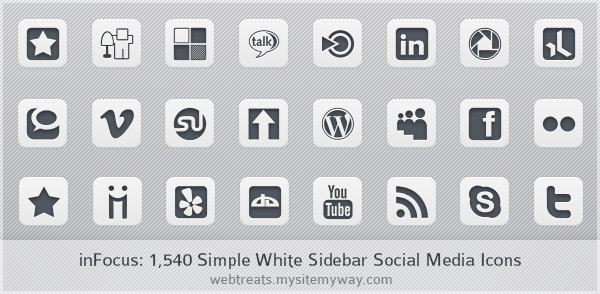 talk
in
f
You
Tube
S
t
inFocus: 1,540 Simple White Sidebar Social Media Icons
webtreats.mysitemyway.com